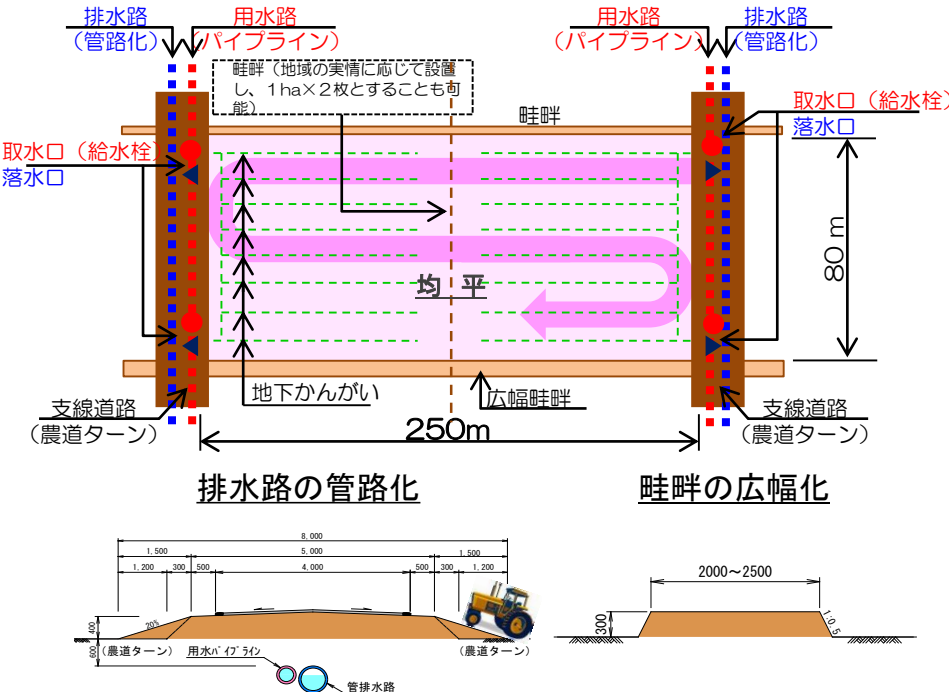 排水路
(管路化)
用水路
(パイプライン)
用水路
(パイプライン)
排水路
(管路化)
畦畔(地域の実情に応じて設置
し、1ha×2枚とすることも可
能)
畦畔
取水口(給水栓)
落水口
取水口(給水栓)
落水口
80m
均 平
地下かんがい
広幅畦畔
支線道路
(農道ターン)
支線道路
(農道ターン)
250m
排水路の管路化
畦畔の広幅化
8,000
1,500
5,000
1,500
1,200
300
500
4,000
500
300
1,200
400
20%
600
(農道ターン)
用水パイプライン
(農道ターン)
管排水路
2000~2500
300
1:0.5